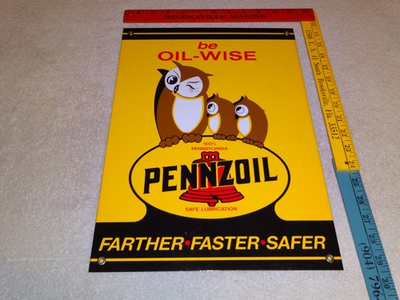 be
OIL-WISE
100%
PENNSYLVANIA
PENNZOIL
SAFE LUBRICATION
FARTHER•FASTER•SAFER